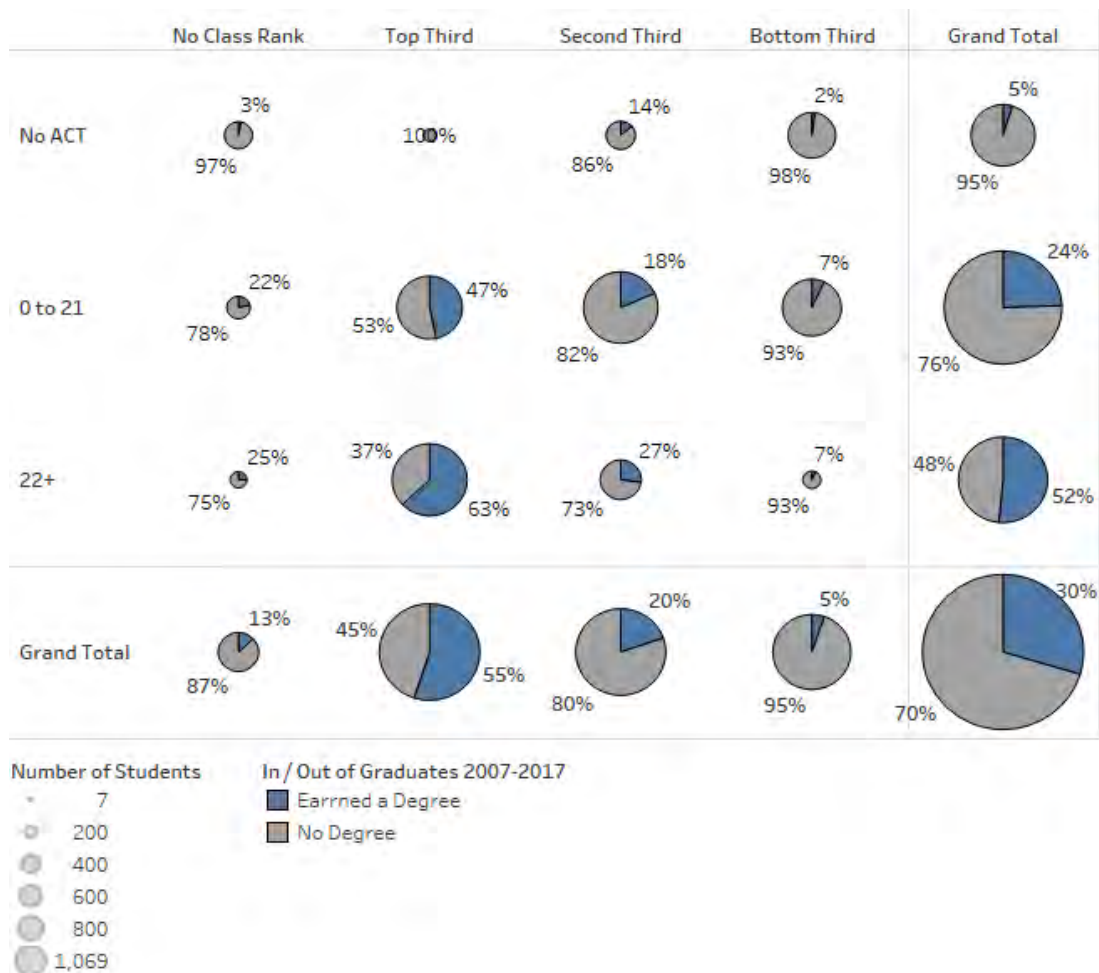 No Class Rank Top Third Second Third Bottom Third Grand Total
3% 14% 2% 5%
No ACT 100%
97% 86% 98% 95%
22% 47% 18% 7% 24%
0 to 21
78% 53% 82% 93% 76%
25% 37% 27% 7% 48%
22+
75% 63% 73% 93% 52%
13% 45% 20% 5% 30%
Grand Total
87% 55% 80% 95% 70%
Number of Students In / Out of Graduates 2007-2017
7 Earrned a Degree
200 No Degree
400
600
800
1,069